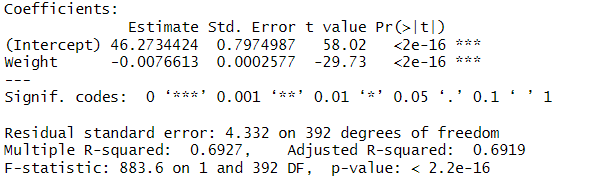 Coefficients:
Estimate Std. Error t value Pr(>|t|)
(Intercept) 46.2734424 0.7974987 58.02 <2e-16 ***
Weight -0.0076613 0.0002577 -29.73 <2e-16 ***
---
Signif. codes: 0 ‘***’ 0.001 ‘**’ 0.01 ‘*’ 0.05 ‘.’ 0.1 ‘ ’ 1
Residual standard error: 4.332 on 392 degrees of freedom
Multiple R-squared: 0.6927, Adjusted R-squared: 0.6919
F-statistic: 883.6 on 1 and 392 DF, p-value: < 2.2e-16